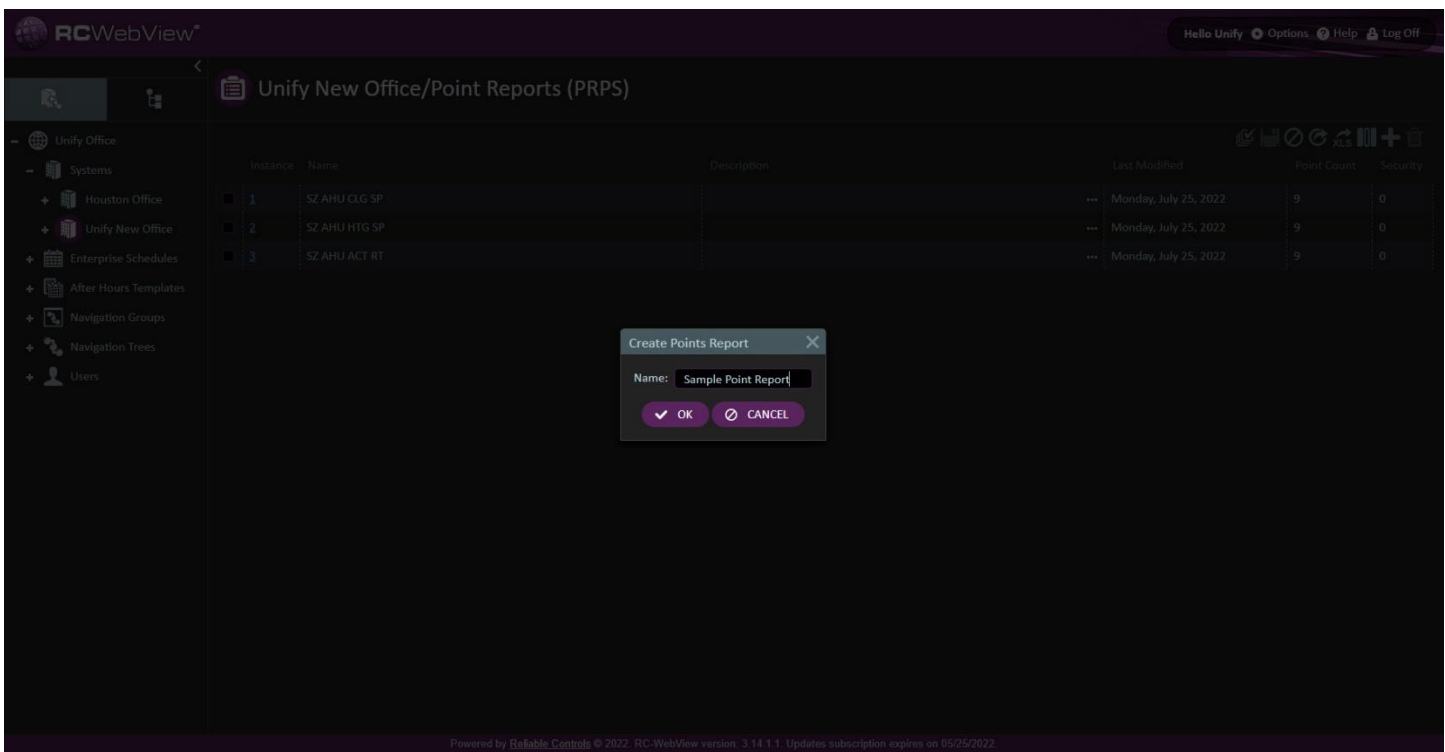 RCWebView
Hello Unify Options Help Log Off
Unify New Office/Point Reports (PRPS)
Unify Office
Systems
Houston Office
Unify New Office
Enterprise Schedules
After Hours Templates
Navigation Groups
Navigation Trees
Users
XLS
Instance Name Description Last Modified Point Count Security
1 SZ AHU CLG SP ••• Monday, July 25, 2022 9 0
2 SZ AHU HTG SP ••• Monday, July 25, 2022 9 0
3 SZ AHU ACT RT ••• Monday, July 25, 2022 9 0
Create Points Report
Name: Sample Point Report
OK CANCEL
Powered by Reliable Controls © 2022. RC-WebView version: 3.14.1.1. Updates subscription expires on 05/25/2022